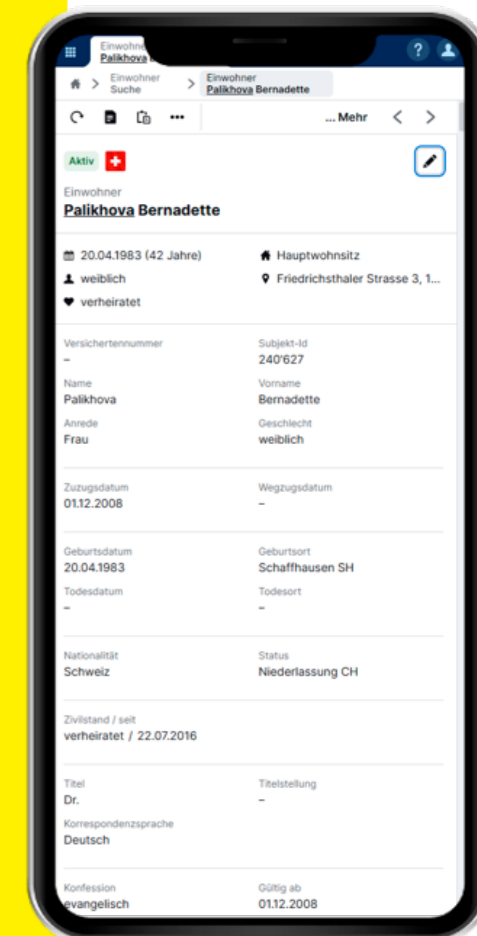 Einwohne
Palikhova
?
Einwohner
Suche
Einwohner
Palikhova Bernadette
... Mehr
Aktiv
Einwohner
Palikhova Bernadette
20.04.1983 (42 Jahre)
Hauptwohnsitz
weiblich
Friedrichsthaler Strasse 3, 1...
verheiratet
Versichertennummer
Subjekt-Id
–
240'627
Name
Vorname
Palikhova
Bernadette
Anrede
Geschlecht
Frau
weiblich
Zuzugsdatum
Wegzugsdatum
01.12.2008
–
Geburtsdatum
Geburtsort
20.04.1983
Schaffhausen SH
Todesdatum
Todesort
–
–
Nationalität
Status
Schweiz
Niederlassung CH
Zivilstand / seit
verheiratet / 22.07.2016
Titel
Titelstellung
Dr.
–
Korrespondenzsprache
Deutsch
Konfession
Gültig ab
evangelisch
01.12.2008